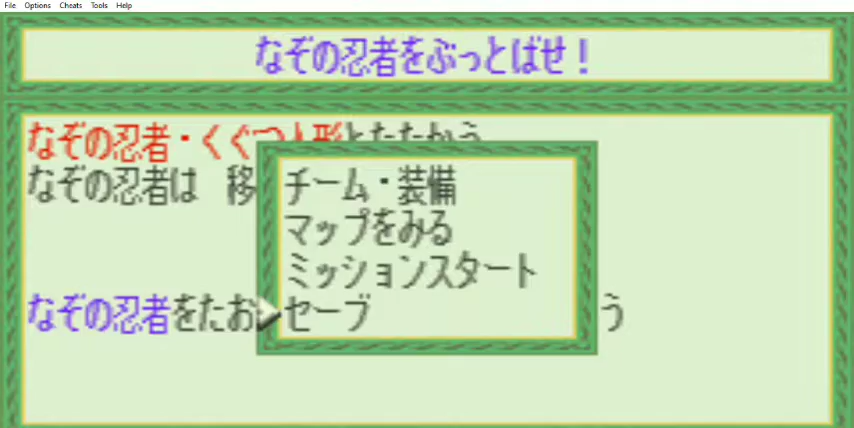 File Options Cheats Tools Help
なぞの忍者をぶっとばせ！
なぞの忍者・くぐつ人形とたたかう
なぞの忍者は　移
チーム・装備
マップをみる
ミッションスタート
なぞの忍者をたお
セーブ
う